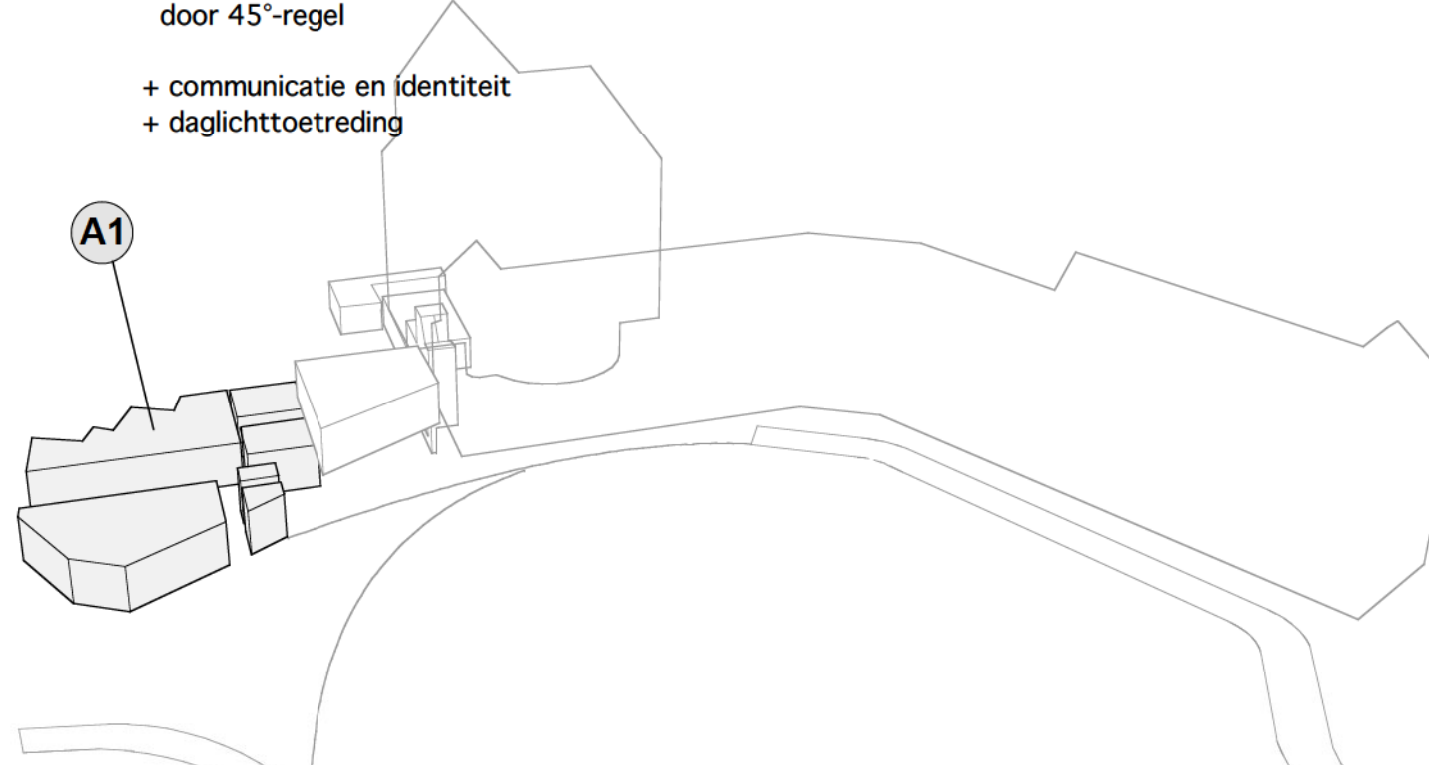 door 45°-regel
+ communicatie en identiteit
+ daglichttoetreding
A1